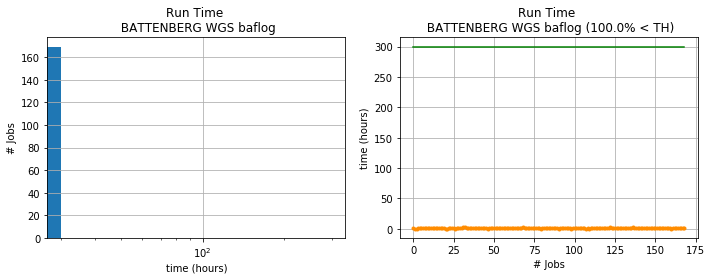 Run Time
BATTENBERG WGS baflog
160
140
120
100
80
60
40
20
0
# Jobs
10²
time (hours)
Run Time
BATTENBERG WGS baflog (100.0% < TH)
300
250
200
150
100
50
0
time (hours)
0 25 50 75 100 125 150 175
# Jobs